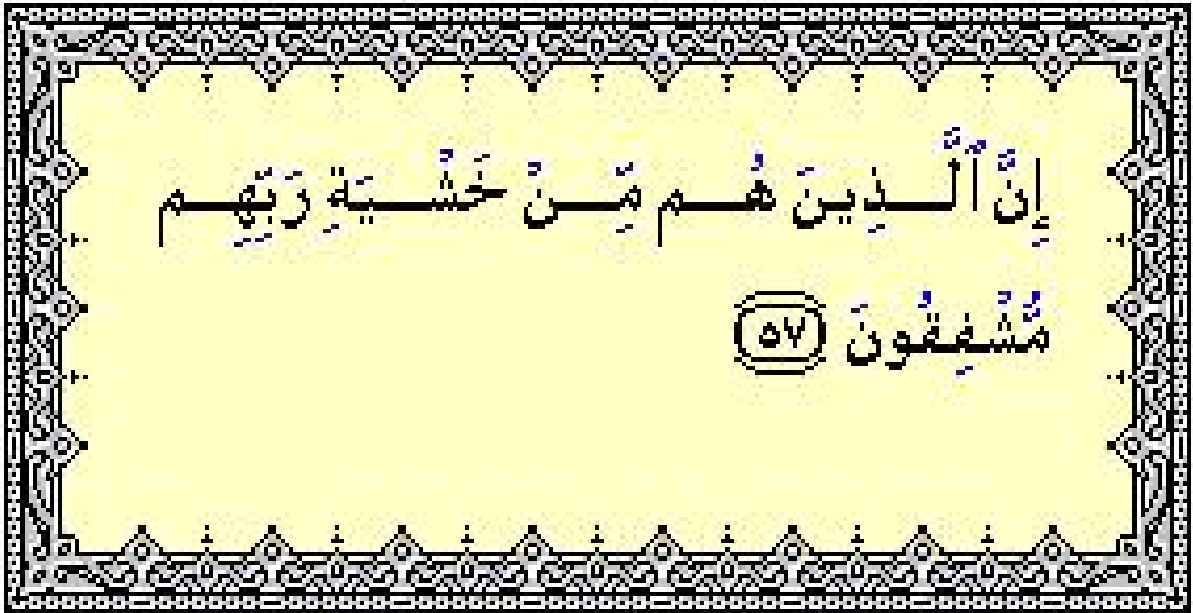 إِنَّ ٱلَّذِينَ هُم مِّنْ خَشْيَةِ رَبِّهِم
مُّشْفِقُونَ ٥٧